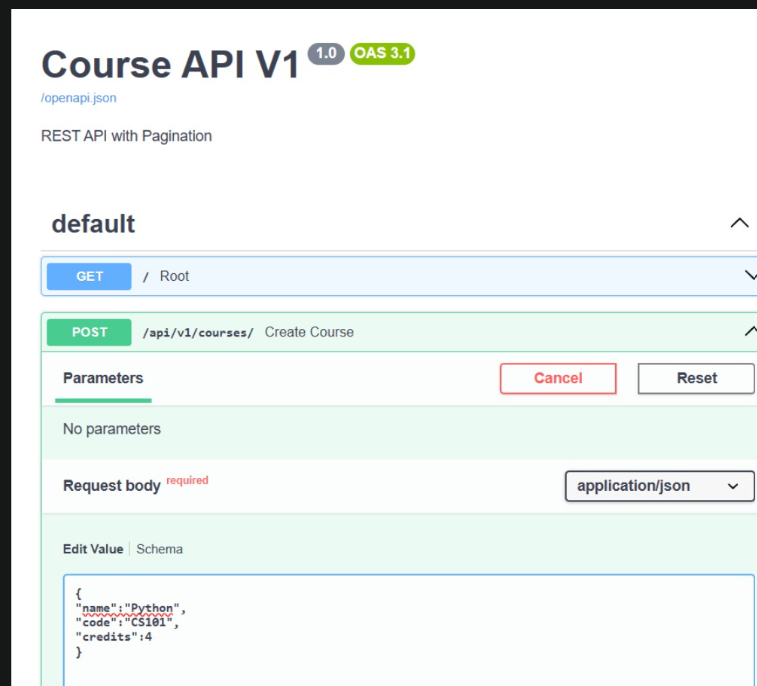 Course API V1 1.0 OAS 3.1
/openapi.json
REST API with Pagination
default
GET / Root
POST /api/v1/courses/ Create Course
Parameters Cancel Reset
No parameters
Request body required application/json
Edit Value Schema
{
"name":"Python",
"code":"CS101",
"credits":4
}